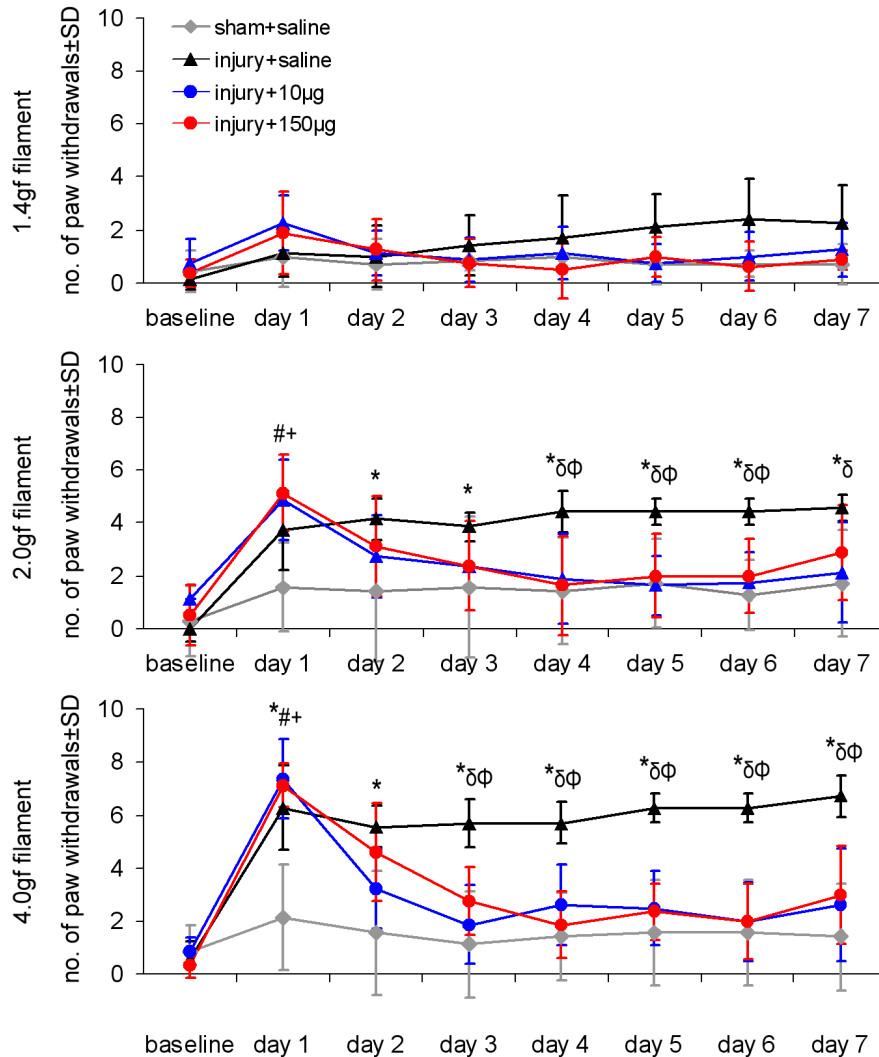 sham+saline
injury+saline
injury+10µg
injury+150µg
1.4gf filament
no. of paw withdrawals±SD
10
8
6
4
2
0
baseline day 1 day 2 day 3 day 4 day 5 day 6 day 7
2.0gf filament
no. of paw withdrawals±SD
10
8
6
4
2
0
#+ * * *δΦ *δΦ *δΦ *δ
baseline day 1 day 2 day 3 day 4 day 5 day 6 day 7
4.0gf filament
no. of paw withdrawals±SD
10
8
6
4
2
0
*#+ * *δΦ *δΦ *δΦ *δΦ *δΦ
baseline day 1 day 2 day 3 day 4 day 5 day 6 day 7